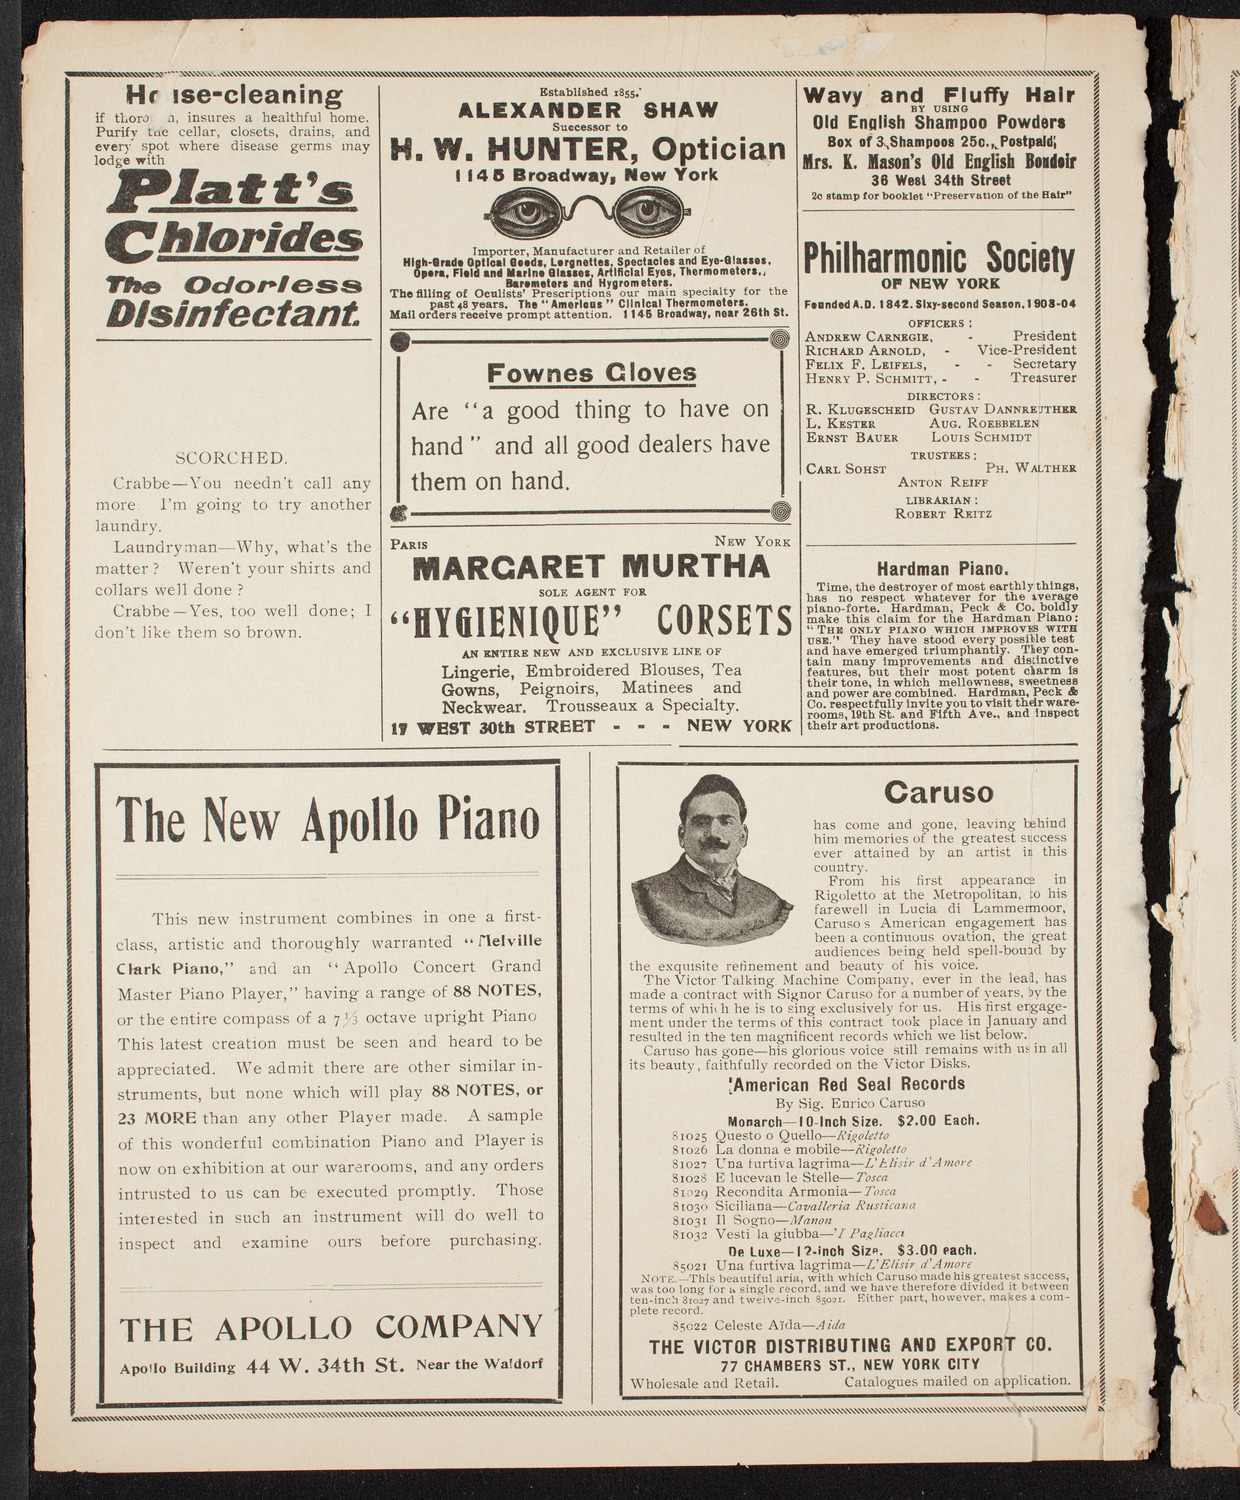 House-cleaning
if thoro n, insures a healthful home.
Purify the cellar, closets, drains, and
every spot where disease germs may
lodge with
Platt's
Chlorides
The Odorless
Disinfectant.
SCORCHED.
Crabbe—You needn't call any
more. I'm going to try another
laundry.
Laundryman—Why, what's the
matter? Weren't your shirts and
collars well done?
Crabbe—Yes, too well done; I
don't like them so brown.
Established 1855.
ALEXANDER SHAW
Successor to
H. W. HUNTER, Optician
1145 Broadway, New York
Importer, Manufacturer and Retailer of
High-Grade Optical Goods, Lorgnettes, Spectacles and Eye-Glasses,
Opera, Field and Marine Glasses, Artificial Eyes, Thermometers,
Barometers and Hygrometers.
The filling of Oculists' Prescriptions our main specialty for the
past 48 years. The "Americus" Clinical Thermometers.
Mail orders receive prompt attention. 1145 Broadway, near 26th St.
Fownes Gloves
Are "a good thing to have on
hand" and all good dealers have
them on hand.
PARIS NEW YORK
MARGARET MURTHA
SOLE AGENT FOR
"HYGIENIQUE" CORSETS
AN ENTIRE NEW AND EXCLUSIVE LINE OF
Lingerie, Embroidered Blouses, Tea
Gowns, Peignoirs, Matinees and
Neckwear. Trousseaux a Specialty.
17 WEST 30th STREET - - - NEW YORK
Wavy and Fluffy Hair
BY USING
Old English Shampoo Powders
Box of 3 Shampoos 25c., Postpaid;
Mrs. K. Mason's Old English Boudoir
36 West 34th Street
2c stamp for booklet "Preservation of the Hair"
Philharmonic Society
OF NEW YORK
Founded A.D. 1842. Sixty-second Season, 1903-04
OFFICERS:
ANDREW CARNEGIE, - President
RICHARD ARNOLD, - Vice-President
FELIX F. LEIFELS, - - Secretary
HENRY P. SCHMITT, - - Treasurer
DIRECTORS:
R. KLUGESCHEID GUSTAV DANNREUTHER
L. KESTER AUG. ROEBBELEN
ERNST BAUER LOUIS SCHMIDT
TRUSTEES:
CARL SOHST PH. WALTHER
ANTON REIFF
LIBRARIAN:
ROBERT REITZ
Hardman Piano.
Time, the destroyer of most earthly things,
has no respect whatever for the average
piano-forte. Hardman, Peck & Co. boldly
make this claim for the Hardman Piano:
"THE ONLY PIANO WHICH IMPROVES WITH
USE." They have stood every possible test
and have emerged triumphantly. They con-
tain many improvements and distinctive
features, but their most potent charm is
their tone, in which mellowness, sweetness
and power are combined. Hardman, Peck &
Co. respectfully invite you to visit their ware-
rooms, 19th St. and Fifth Ave., and inspect
their art productions.
The New Apollo Piano
This new instrument combines in one a first-
class, artistic and thoroughly warranted "Melville
Clark Piano," and an "Apollo Concert Grand
Master Piano Player," having a range of 88 NOTES,
or the entire compass of a 7⅓ octave upright Piano
This latest creation must be seen and heard to be
appreciated. We admit there are other similar in-
struments, but none which will play 88 NOTES, or
23 MORE than any other Player made. A sample
of this wonderful combination Piano and Player is
now on exhibition at our warerooms, and any orders
intrusted to us can be executed promptly. Those
interested in such an instrument will do well to
inspect and examine ours before purchasing.
THE APOLLO COMPANY
Apollo Building 44 W. 34th St. Near the Waldorf
Caruso
has come and gone, leaving behind
him memories of the greatest success
ever attained by an artist in this
country.
From his first appearance in
Rigoletto at the Metropolitan, to his
farewell in Lucia di Lammermoor,
Caruso's American engagement has
been a continuous ovation, the great
audiences being held spell-bound by
the exquisite refinement and beauty of his voice.
The Victor Talking Machine Company, ever in the lead, has
made a contract with Signor Caruso for a number of years, by the
terms of which he is to sing exclusively for us. His first engage-
ment under the terms of this contract took place in January and
resulted in the ten magnificent records which we list below.
Caruso has gone—his glorious voice still remains with us in all
its beauty, faithfully recorded on the Victor Disks.
American Red Seal Records
By Sig. Enrico Caruso
Monarch—10-Inch Size. $2.00 Each.
81025 Questo o Quello—Rigoletto
81026 La donna e mobile—Rigoletto
81027 Una furtiva lagrima—L'Elisir d'Amore
81028 E lucevan le Stelle—Tosca
81029 Recondita Armonia—Tosca
81030 Siciliana—Cavalleria Rusticana
81031 Il Sogno—Manon
81032 Vesti la giubba—'I Pagliacci
De Luxe—12-inch Size. $3.00 each.
85021 Una furtiva lagrima—L'Elisir d'Amore
NOTE.—This beautiful aria, with which Caruso made his greatest success,
was too long for a single record, and we have therefore divided it between
ten-inch 81027 and twelve-inch 85021. Either part, however, makes a com-
plete record.
85022 Celeste Aïda—Aida
THE VICTOR DISTRIBUTING AND EXPORT CO.
77 CHAMBERS ST., NEW YORK CITY
Wholesale and Retail. Catalogues mailed on application.